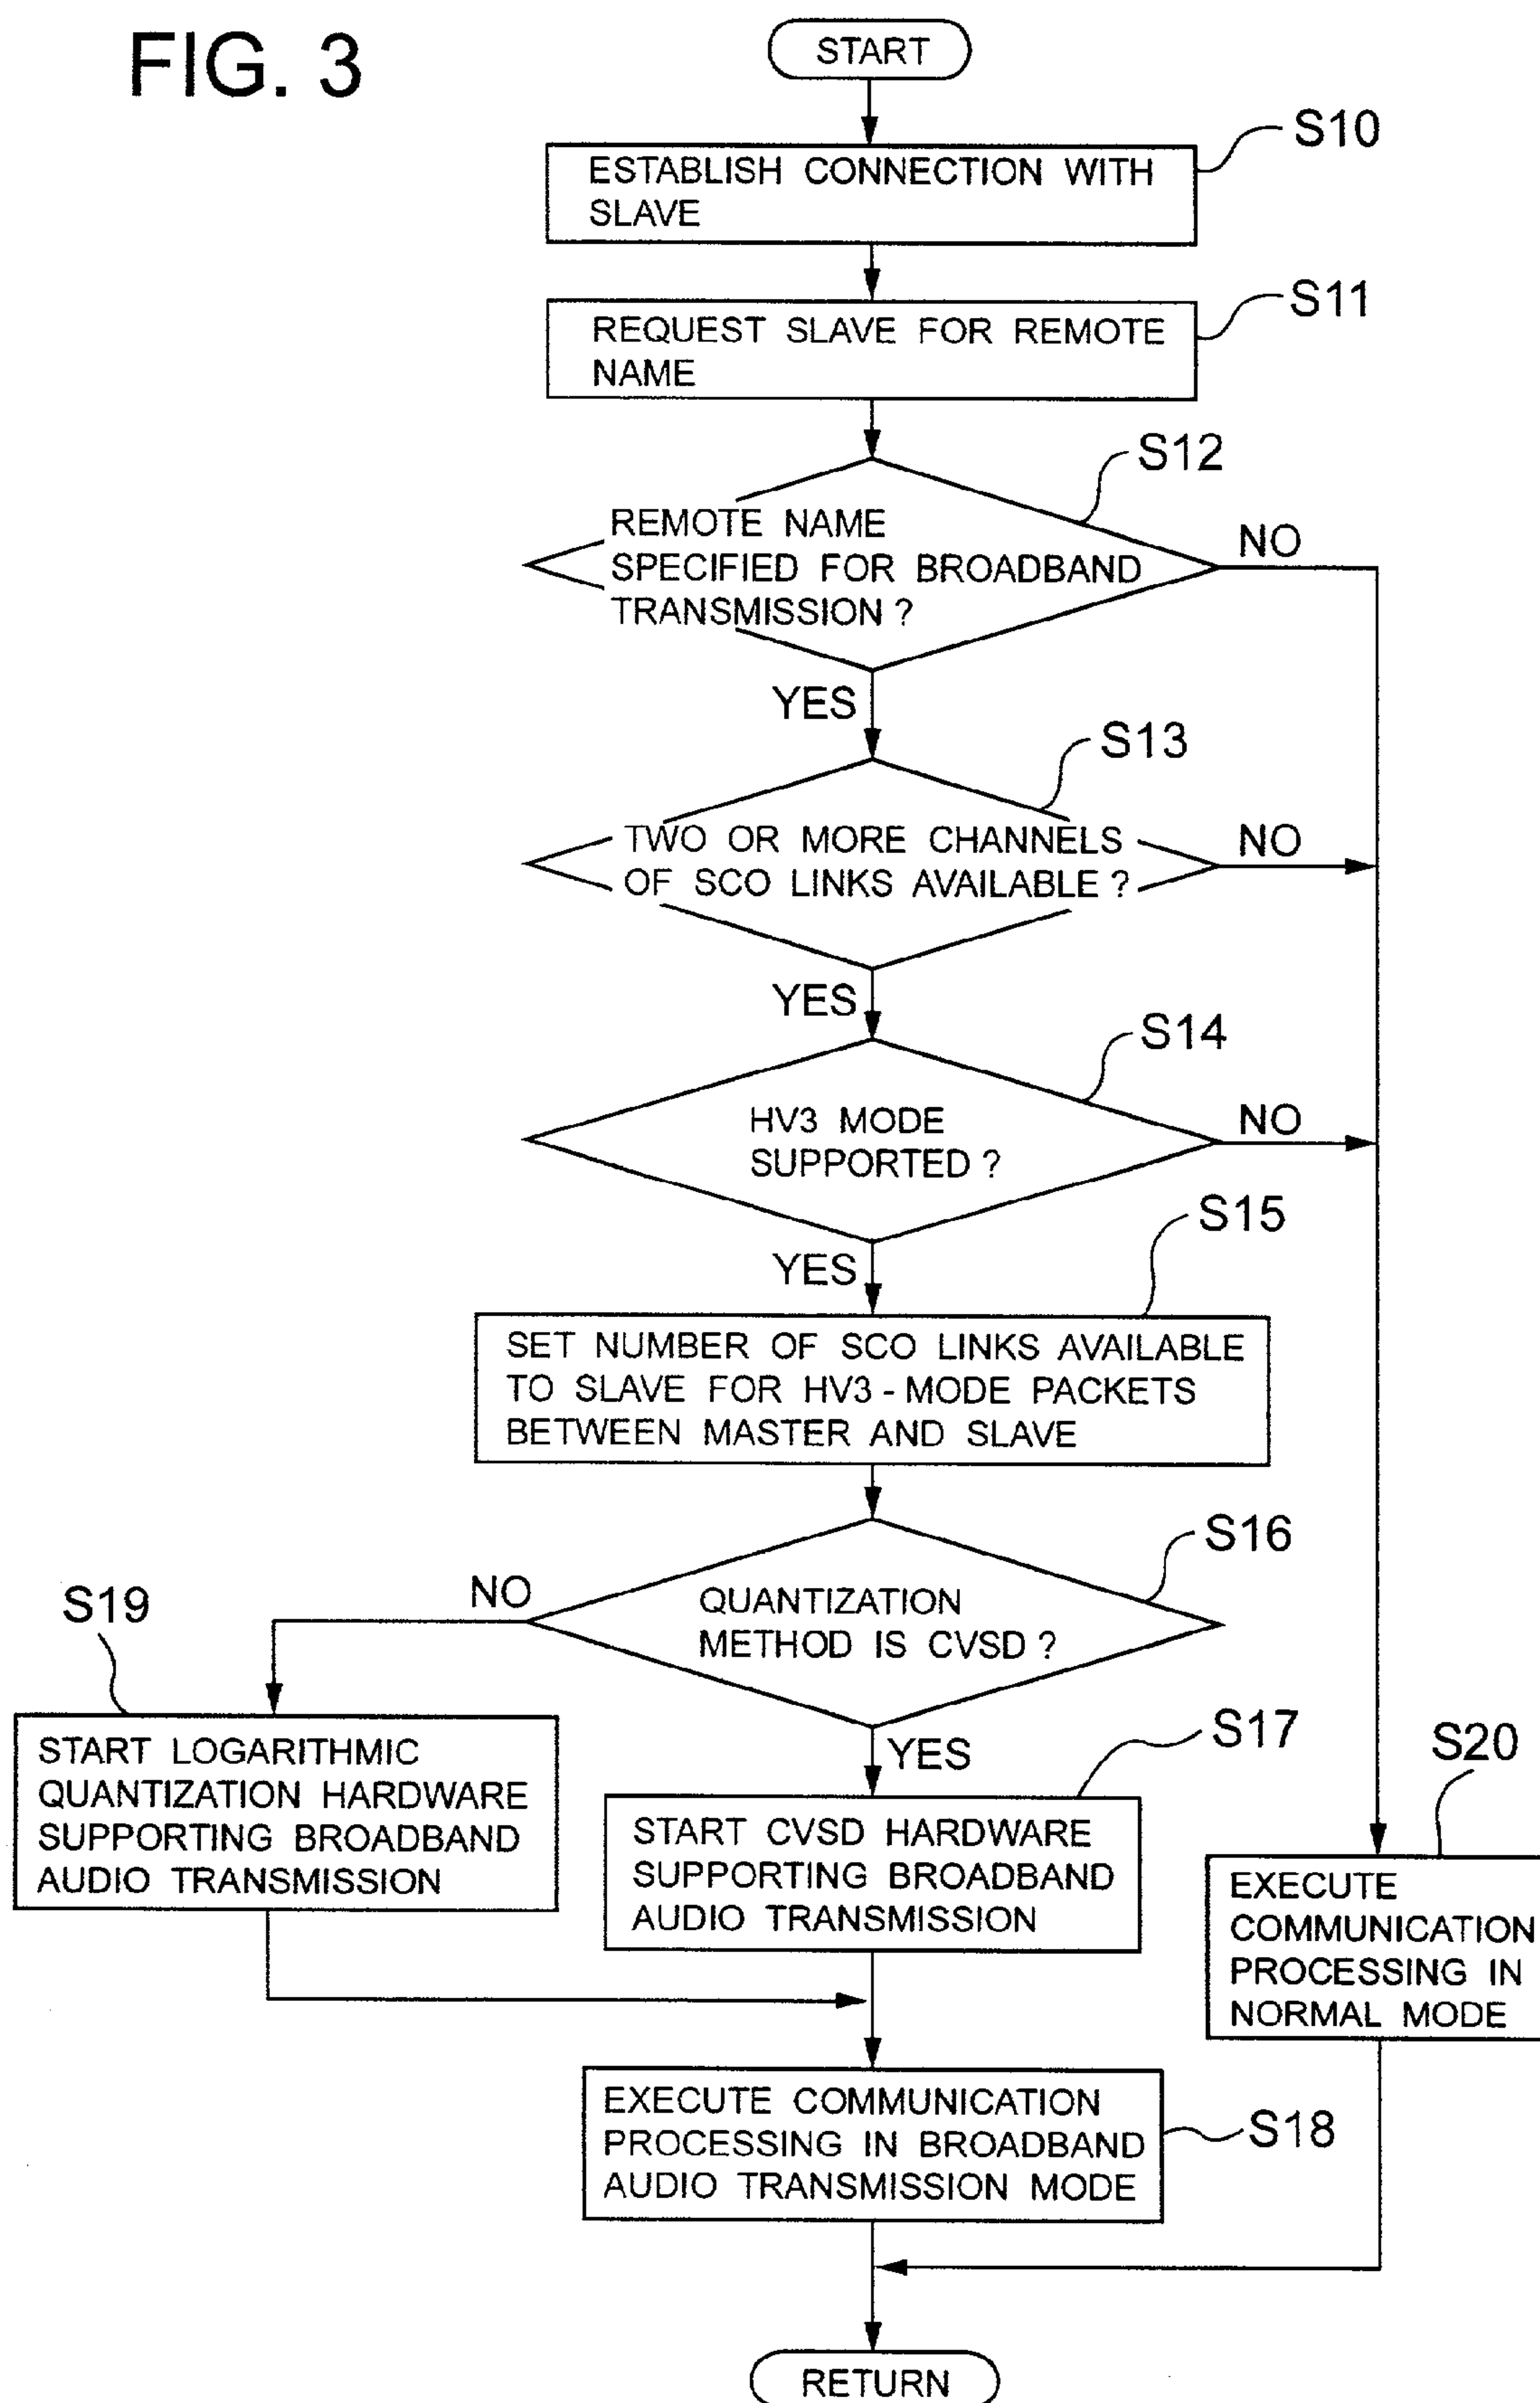 FIG. 3
START
S10
ESTABLISH CONNECTION WITH
SLAVE
S11
REQUEST SLAVE FOR REMOTE
NAME
S12
REMOTE NAME
SPECIFIED FOR BROADBAND
TRANSMISSION ?
NO
YES
S13
TWO OR MORE CHANNELS
OF SCO LINKS AVAILABLE ?
NO
YES
S14
HV3 MODE
SUPPORTED ?
NO
YES
S15
SET NUMBER OF SCO LINKS AVAILABLE
TO SLAVE FOR HV3 - MODE PACKETS
BETWEEN MASTER AND SLAVE
S16
QUANTIZATION
METHOD IS CVSD ?
NO
YES
S19
START LOGARITHMIC
QUANTIZATION HARDWARE
SUPPORTING BROADBAND
AUDIO TRANSMISSION
S17
START CVSD HARDWARE
SUPPORTING BROADBAND
AUDIO TRANSMISSION
S20
EXECUTE
COMMUNICATION
PROCESSING IN
NORMAL MODE
EXECUTE COMMUNICATION
PROCESSING IN BROADBAND
AUDIO TRANSMISSION MODE
S18
RETURN